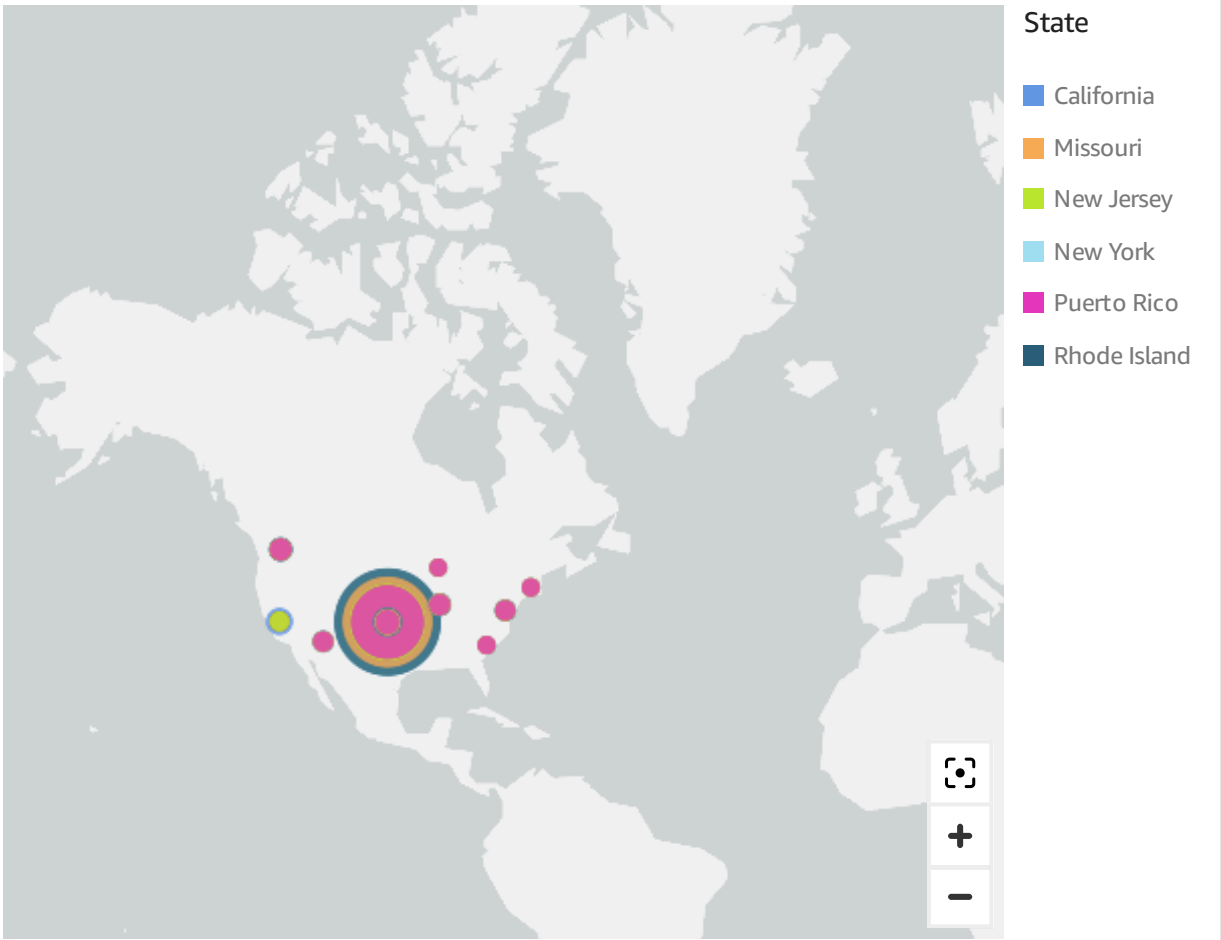 State
California
Missouri
New Jersey
New York
Puerto Rico
Rhode Island